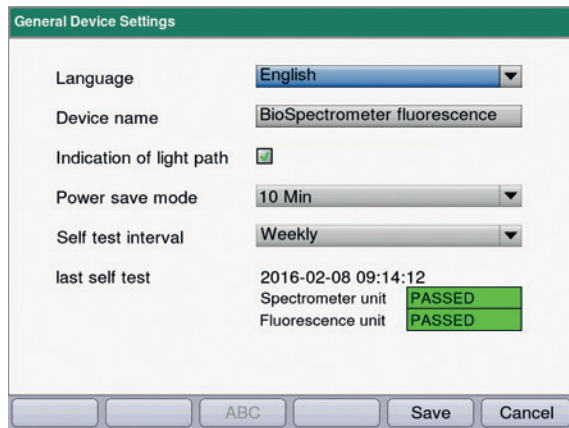 General Device Settings
Language English
Device name BioSpectrometer fluorescence
Indication of light path
Power save mode 10 Min
Self test interval Weekly
last self test 2016-02-08 09:14:12
Spectrometer unit PASSED
Fluorescence unit PASSED
ABC Save Cancel